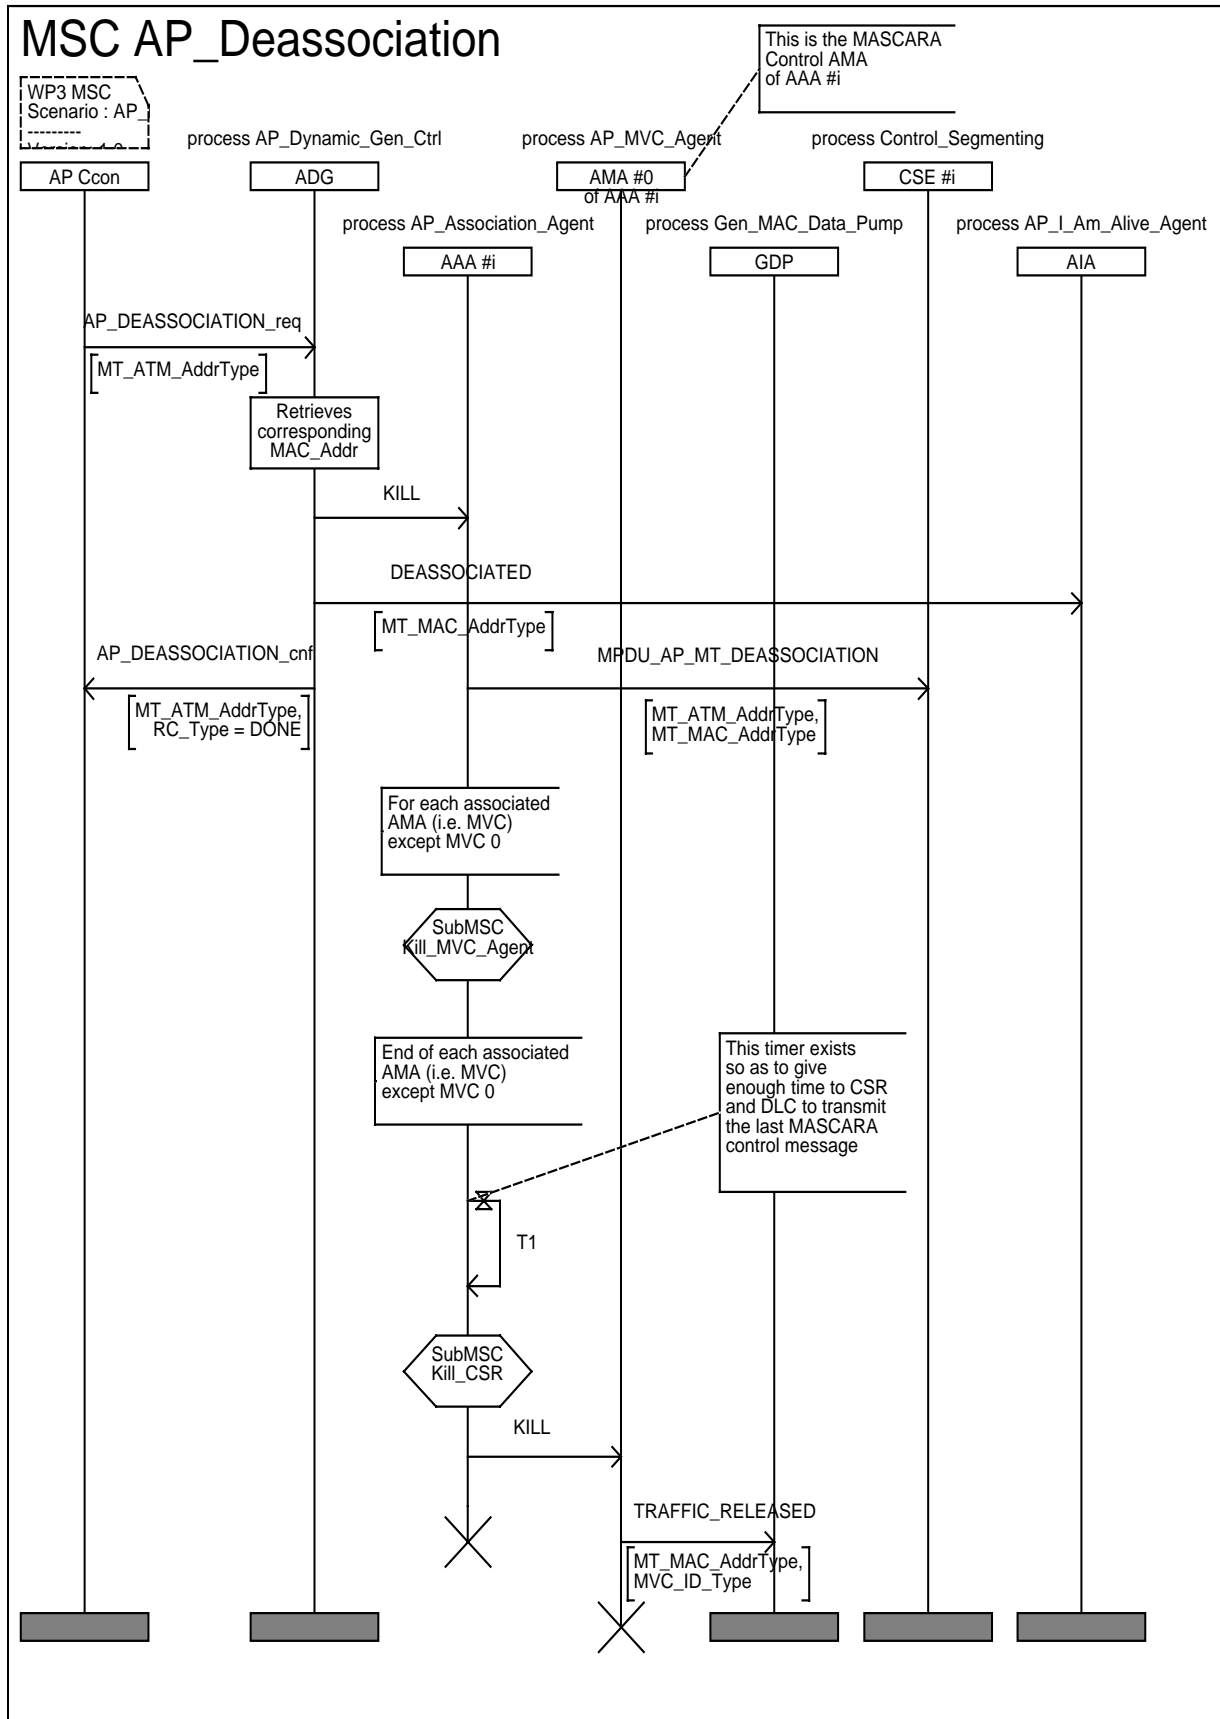 MSC AP_Deassociation
This is the MASCARA
Control AMA
of AAA #i
WP3 MSC
Scenario : AP_
---------
process AP_Dynamic_Gen_Ctrl
process AP_MVC_Agent
process Control_Segmenting
AP Ccon
ADG
AMA #0
of AAA #i
CSE #i
process AP_Association_Agent
process Gen_MAC_Data_Pump
process AP_I_Am_Alive_Agent
AAA #i
GDP
AIA
AP_DEASSOCIATION_req
MT_ATM_AddrType
Retrieves
corresponding
MAC_Addr
KILL
DEASSOCIATED
MT_MAC_AddrType
AP_DEASSOCIATION_cnf
MPDU_AP_MT_DEASSOCIATION
MT_ATM_AddrType,
RC_Type = DONE
MT_ATM_AddrType,
MT_MAC_AddrType
For each associated
AMA (i.e. MVC)
except MVC 0
SubMSC
Kill_MVC_Agent
End of each associated
AMA (i.e. MVC)
except MVC 0
This timer exists
so as to give
enough time to CSR
and DLC to transmit
the last MASCARA
control message
T1
SubMSC
Kill_CSR
KILL
TRAFFIC_RELEASED
MT_MAC_AddrType,
MVC_ID_Type